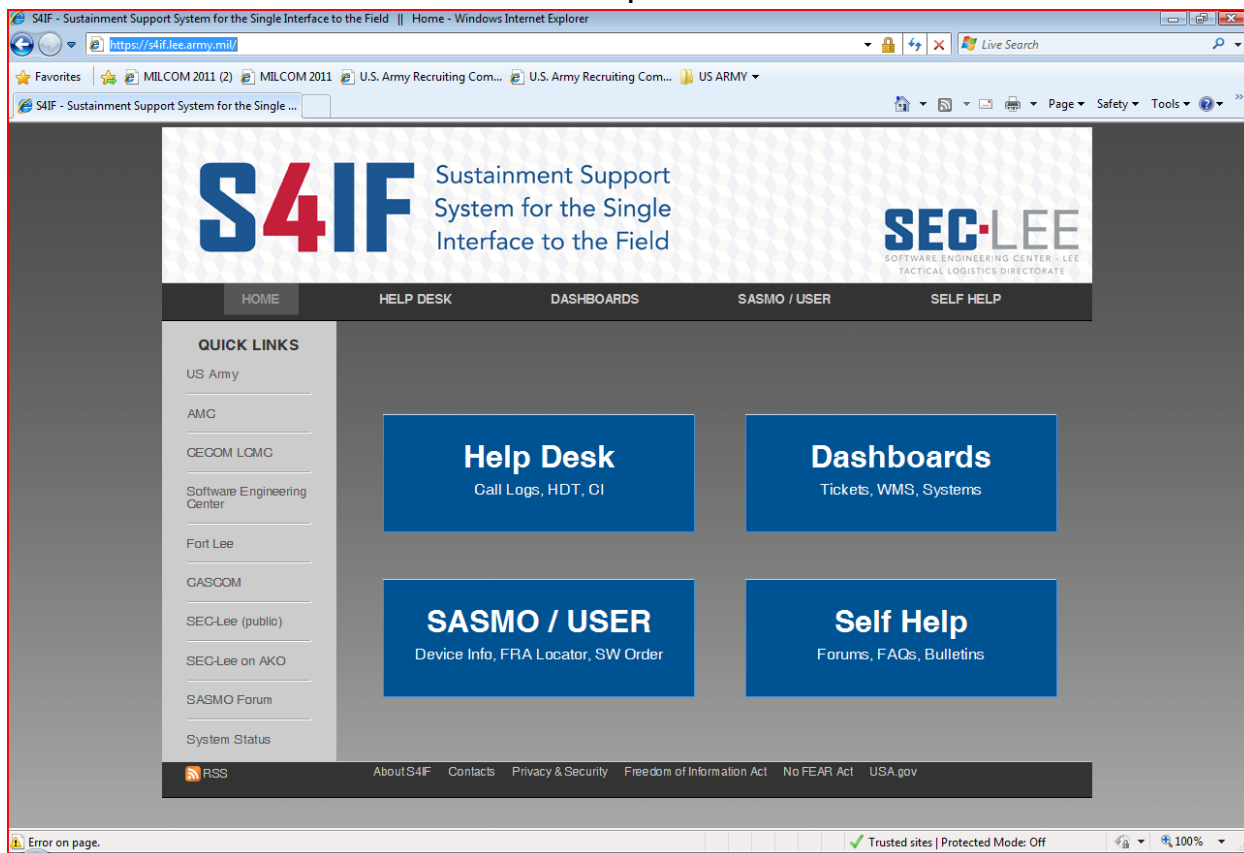 S4IF - Sustainment Support System for the Single Interface to the Field || Home - Windows Internet Explorer
https://s4if.lee.army.mil/
Live Search
Favorites MILCOM 2011 (2) MILCOM 2011 U.S. Army Recruiting Com... U.S. Army Recruiting Com... US ARMY
S4IF - Sustainment Support System for the Single ...
Page Safety Tools
S4IF
Sustainment Support
System for the Single
Interface to the Field
SEC·LEE
SOFTWARE ENGINEERING CENTER - LEE
TACTICAL LOGISTICS DIRECTORATE
HOME HELP DESK DASHBOARDS SASMO / USER SELF HELP
QUICK LINKS
US Army
AMC
CECOM LCMC
Software Engineering
Center
Fort Lee
CASCOM
SEC-Lee (public)
SEC-Lee on AKO
SASMO Forum
System Status
Help Desk
Call Logs, HDT, CI
Dashboards
Tickets, WMS, Systems
SASMO / USER
Device Info, FRA Locator, SW Order
Self Help
Forums, FAQs, Bulletins
RSS
About S4IF Contacts Privacy & Security Freedom of Information Act No FEAR Act USA.gov
Error on page.
Trusted sites | Protected Mode: Off
100%